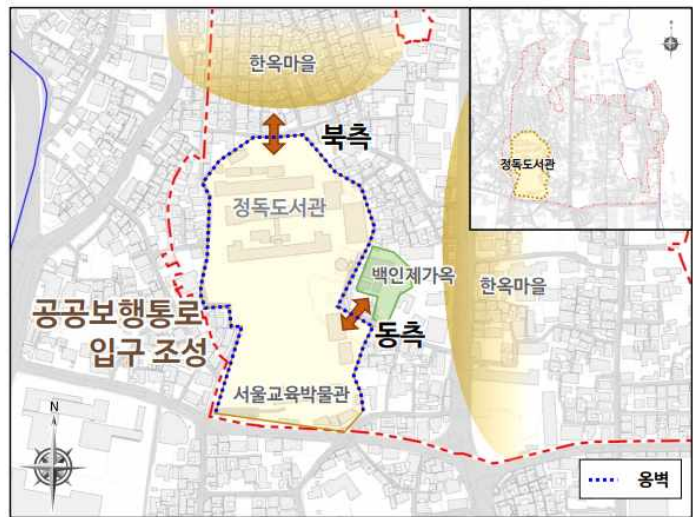 한옥마을
북측
정독도서관
정독도서관
백인제가옥
한옥마을
공공보행통로
입구 조성
동측
서울교육박물관
N
옹벽